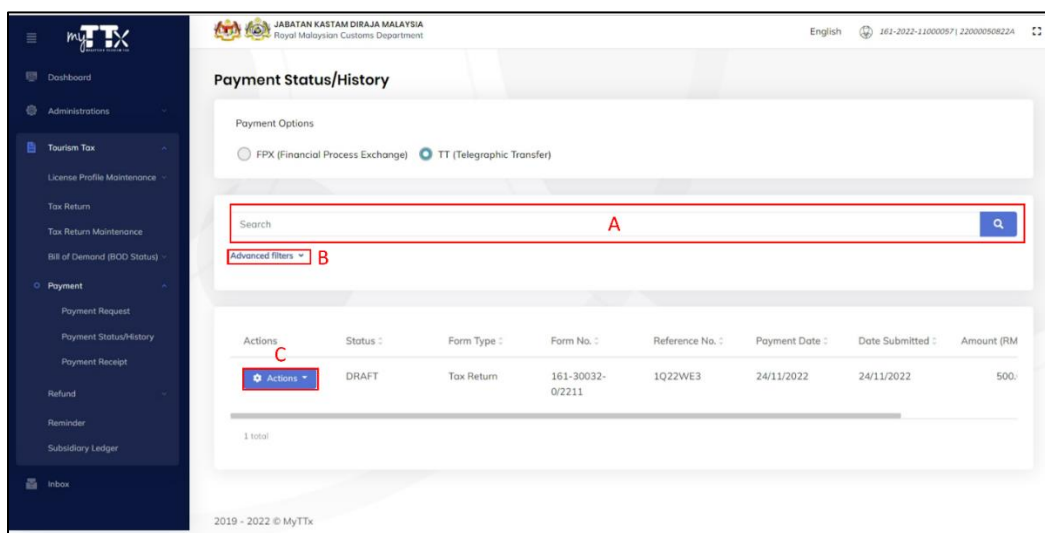 myTTX
JABATAN KASTAM DIRAJA MALAYSIA
Royal Malaysian Customs Department
English
161-2022-11000057| 22000050822A
Dashboard
Administrations
Tourism Tax
License Profile Maintenance
Tax Return
Tax Return Maintenance
Bill of Demand (BOD Status)
Payment
Payment Request
Payment Status/History
Payment Receipt
Refund
Reminder
Subsidiary Ledger
Inbox
Payment Status/History
Payment Options
FPX (Financial Process Exchange) TT (Telegraphic Transfer)
Search A
Advanced filters B
Actions Status Form Type Form No. Reference No. Payment Date Date Submitted Amount (RM
C
Actions DRAFT Tax Return 161-30032- 1Q22WE3 24/11/2022 24/11/2022 500.
0/2211
1 total
2019 - 2022 © MyTTx